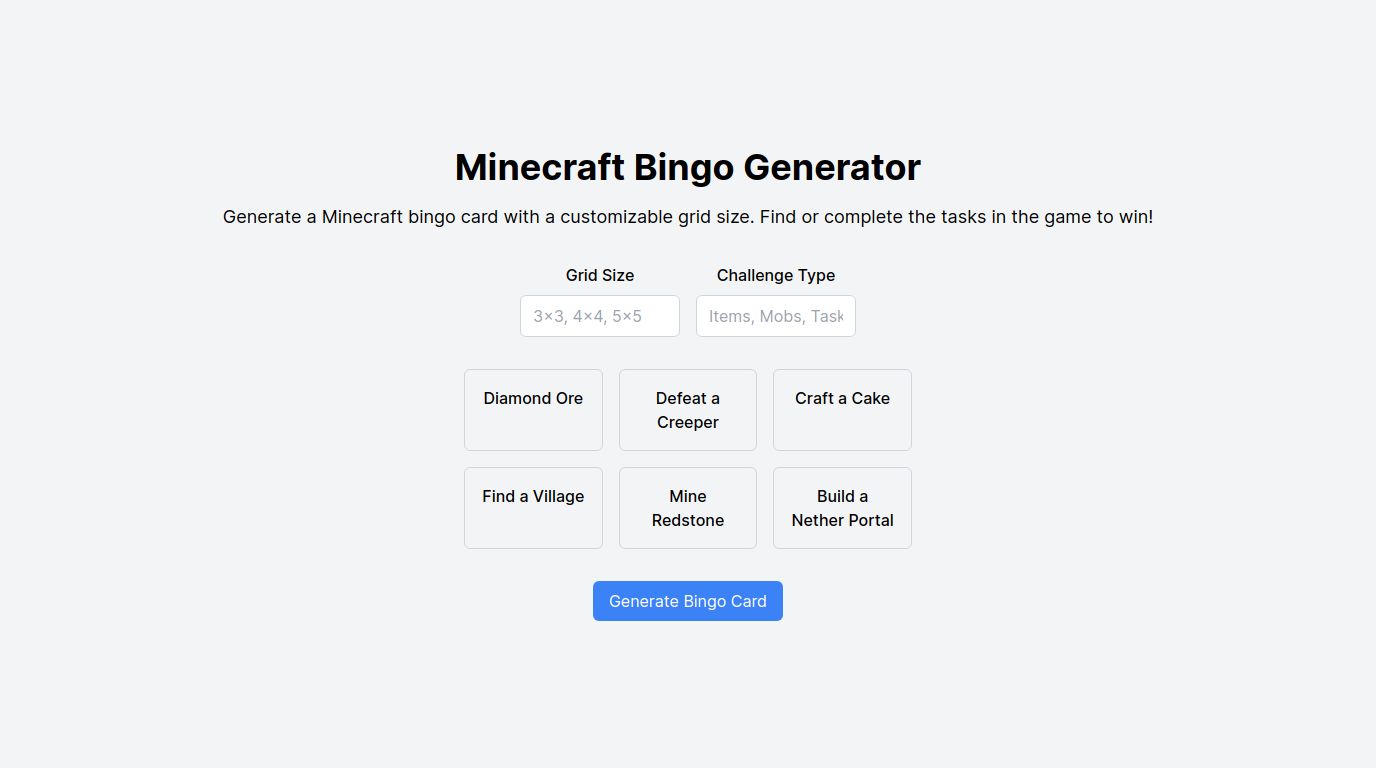 Minecraft Bingo Generator
Generate a Minecraft bingo card with a customizable grid size. Find or complete the tasks in the game to win!
Grid Size
Challenge Type
3×3, 4×4, 5×5
Items, Mobs, Task
Diamond Ore
Defeat a
Creeper
Craft a Cake
Find a Village
Mine
Redstone
Build a
Nether Portal
Generate Bingo Card